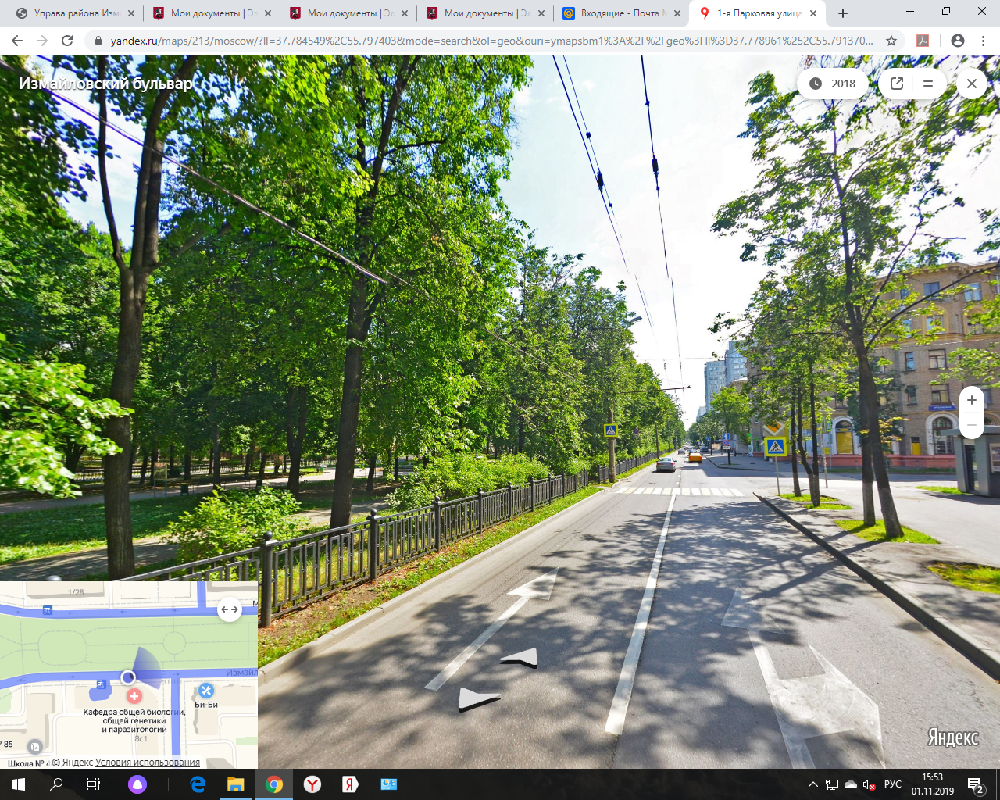 Управа района Изм
Мои документы | Эл
Мои документы | Эл
Мои документы | Эл
Входящие - Почта М
1-я Парковая улица
yandex.ru/maps/213/moscow/?ll=37.784549%2C55.797403&mode=search&ol=geo&ouri=ymapsbm1%3A%2F%2Fgeo%3Fll%3D37.778961%252C55.791370...
Измайловский бульвар
2018
1/28
Измайл
Би-Би
Кафедра общей биологии,
общей генетики
и паразитологии
8с1
85
Школа №
© Яндекс Условия использования
Яндекс
РУС
15:53
01.11.2019
2